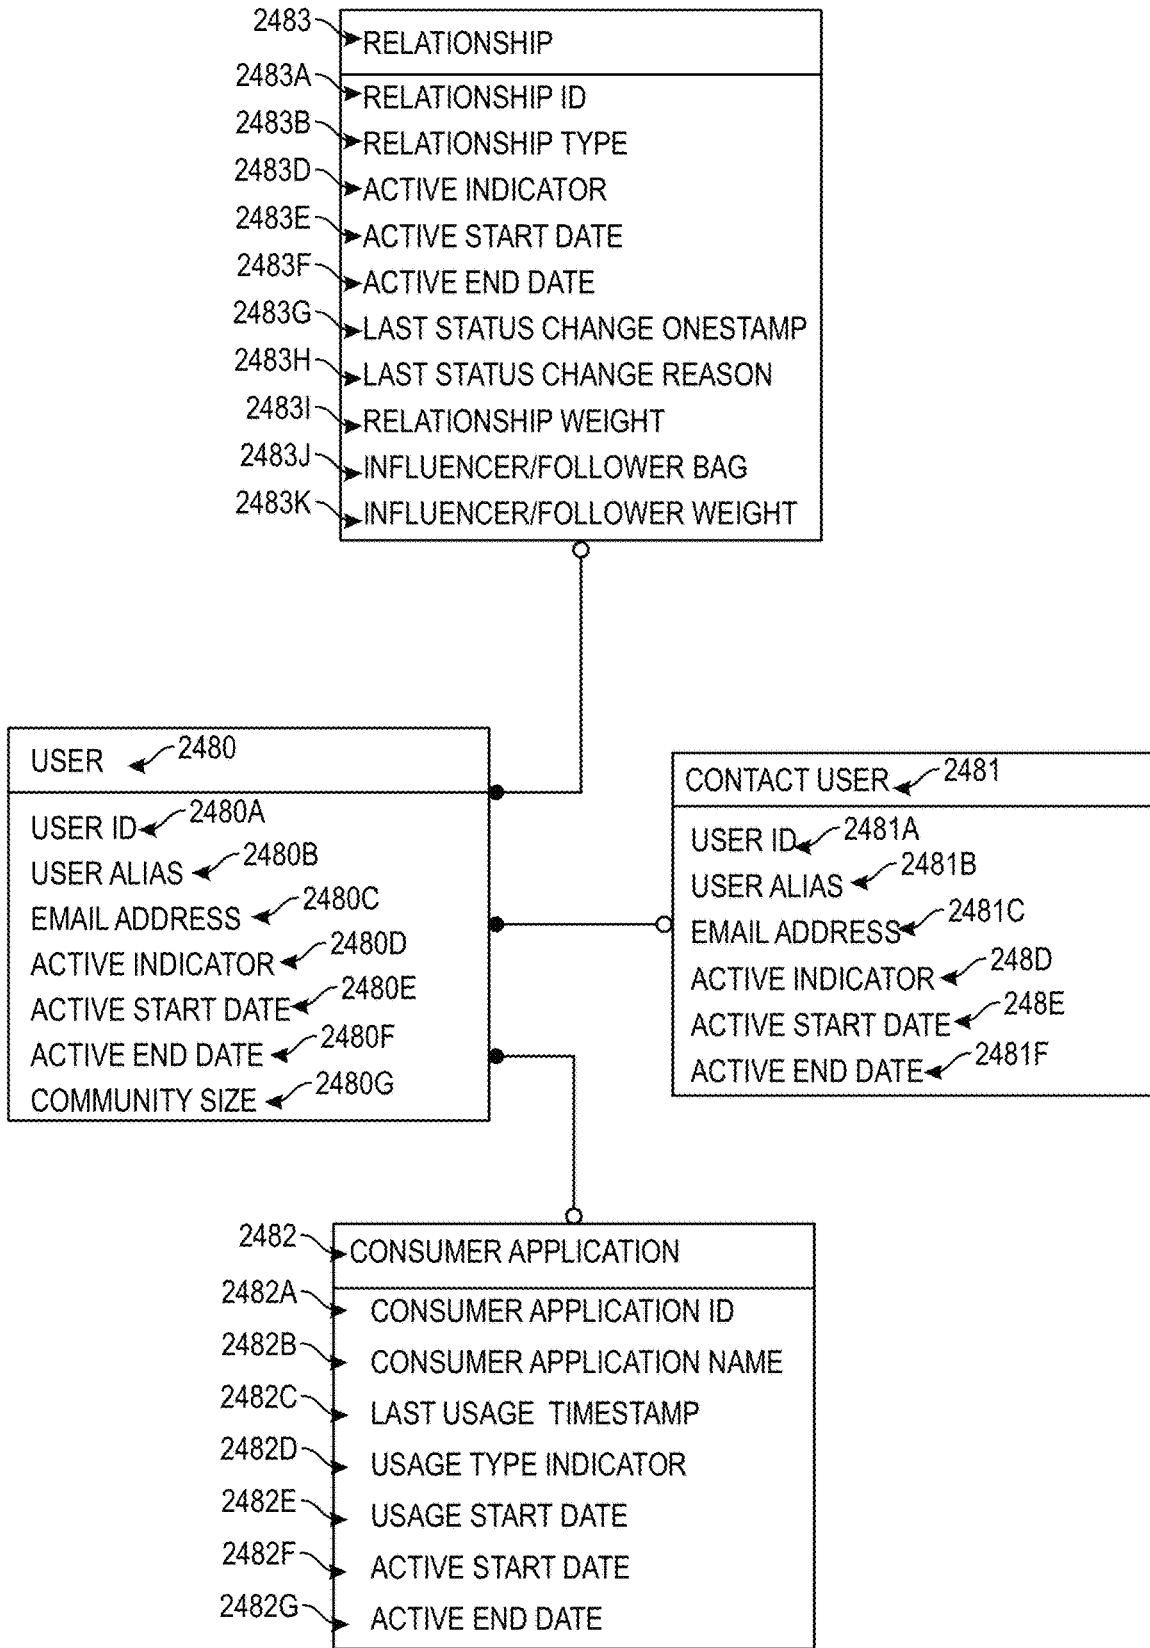 2483 RELATIONSHIP
2483A RELATIONSHIP ID
2483B RELATIONSHIP TYPE
2483D ACTIVE INDICATOR
2483E ACTIVE START DATE
2483F ACTIVE END DATE
2483G LAST STATUS CHANGE ONESTAMP
2483H LAST STATUS CHANGE REASON
2483I RELATIONSHIP WEIGHT
2483J INFLUENCER/FOLLOWER BAG
2483K INFLUENCER/FOLLOWER WEIGHT
USER 2480
USER ID 2480A
USER ALIAS 2480B
EMAIL ADDRESS 2480C
ACTIVE INDICATOR 2480D
ACTIVE START DATE 2480E
ACTIVE END DATE 2480F
COMMUNITY SIZE 2480G
CONTACT USER 2481
USER ID 2481A
USER ALIAS 2481B
EMAIL ADDRESS 2481C
ACTIVE INDICATOR 248D
ACTIVE START DATE 248E
ACTIVE END DATE 2481F
2482 CONSUMER APPLICATION
2482A CONSUMER APPLICATION ID
2482B CONSUMER APPLICATION NAME
2482C LAST USAGE TIMESTAMP
2482D USAGE TYPE INDICATOR
2482E USAGE START DATE
2482F ACTIVE START DATE
2482G ACTIVE END DATE